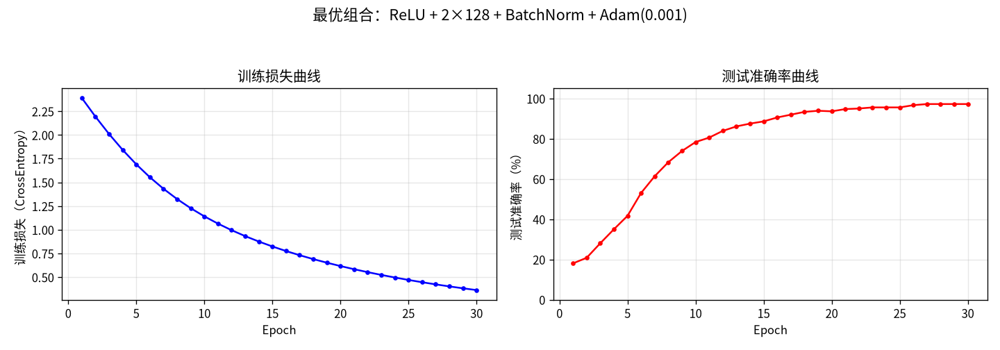 最优组合：ReLU + 2×128 + BatchNorm + Adam(0.001)
训练损失曲线
训练损失（CrossEntropy）
2.25
2.00
1.75
1.50
1.25
1.00
0.75
0.50
0 5 10 15 20 25 30
Epoch
测试准确率曲线
测试准确率（%）
100
80
60
40
20
0
0 5 10 15 20 25 30
Epoch